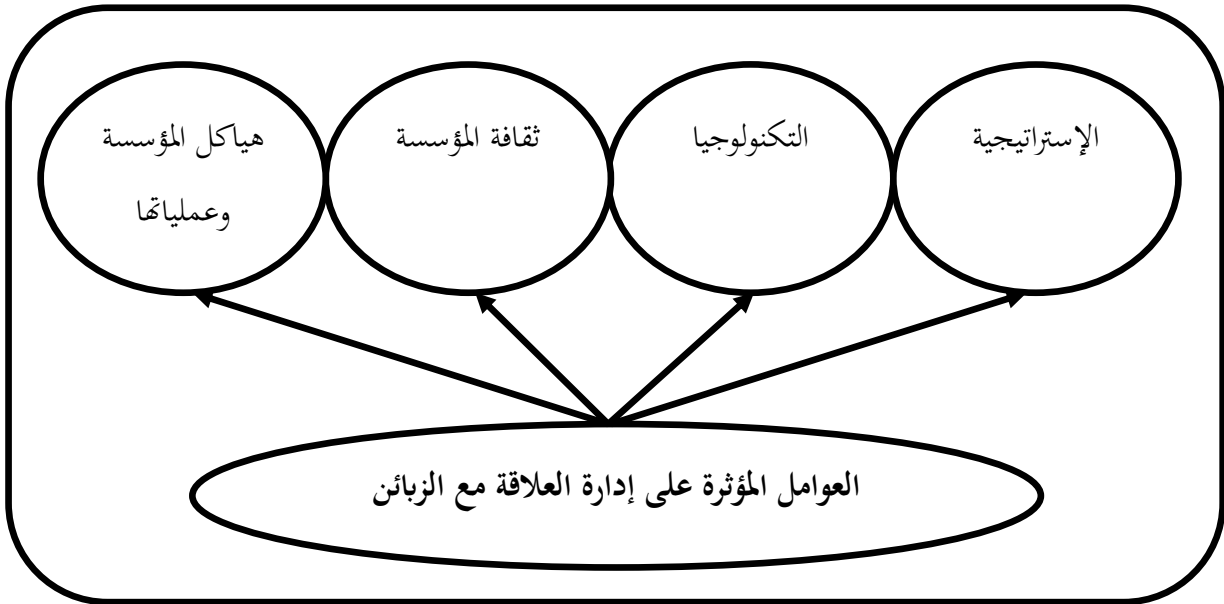 الإستراتيجية
التكنولوجيا
ثقافة المؤسسة
هياكل المؤسسة
وعملياتها
العوامل المؤثرة على إدارة العلاقة مع الزبائن